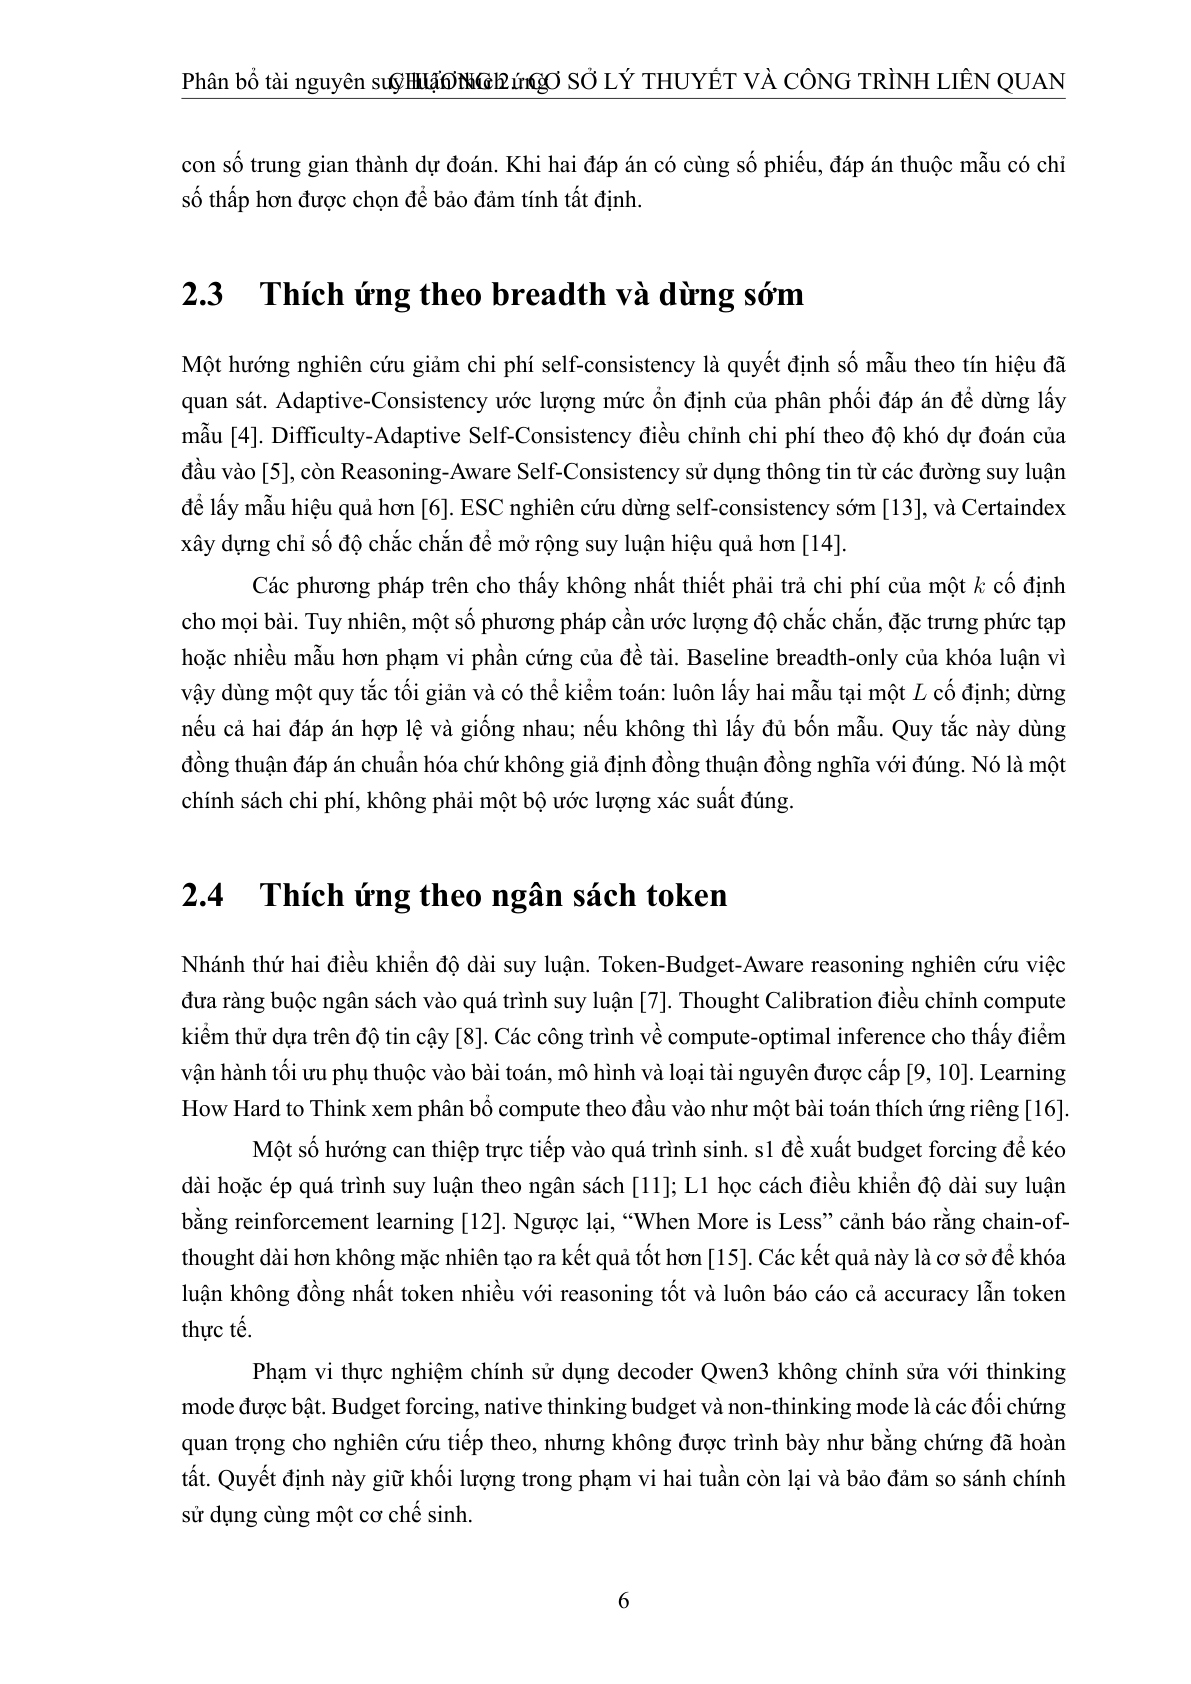 Phân bổ tài nguyên suy luận thích ứng CHƯƠNG 2. CƠ SỞ LÝ THUYẾT VÀ CÔNG TRÌNH LIÊN QUAN
con số trung gian thành dự đoán. Khi hai đáp án có cùng số phiếu, đáp án thuộc mẫu có chỉ
số thấp hơn được chọn để bảo đảm tính tất định.
2.3 Thích ứng theo breadth và dừng sớm
Một hướng nghiên cứu giảm chi phí self-consistency là quyết định số mẫu theo tín hiệu đã
quan sát. Adaptive-Consistency ước lượng mức ổn định của phân phối đáp án để dừng lấy
mẫu [4]. Difficulty-Adaptive Self-Consistency điều chỉnh chi phí theo độ khó dự đoán của
đầu vào [5], còn Reasoning-Aware Self-Consistency sử dụng thông tin từ các đường suy luận
để lấy mẫu hiệu quả hơn [6]. ESC nghiên cứu dừng self-consistency sớm [13], và Certaindex
xây dựng chỉ số độ chắc chắn để mở rộng suy luận hiệu quả hơn [14].
Các phương pháp trên cho thấy không nhất thiết phải trả chi phí của một k cố định
cho mọi bài. Tuy nhiên, một số phương pháp cần ước lượng độ chắc chắn, đặc trưng phức tạp
hoặc nhiều mẫu hơn phạm vi phần cứng của đề tài. Baseline breadth-only của khóa luận vì
vậy dùng một quy tắc tối giản và có thể kiểm toán: luôn lấy hai mẫu tại một L cố định; dừng
nếu cả hai đáp án hợp lệ và giống nhau; nếu không thì lấy đủ bốn mẫu. Quy tắc này dùng
đồng thuận đáp án chuẩn hóa chứ không giả định đồng thuận đồng nghĩa với đúng. Nó là một
chính sách chi phí, không phải một bộ ước lượng xác suất đúng.
2.4 Thích ứng theo ngân sách token
Nhánh thứ hai điều khiển độ dài suy luận. Token-Budget-Aware reasoning nghiên cứu việc
đưa ràng buộc ngân sách vào quá trình suy luận [7]. Thought Calibration điều chỉnh compute
kiểm thử dựa trên độ tin cậy [8]. Các công trình về compute-optimal inference cho thấy điểm
vận hành tối ưu phụ thuộc vào bài toán, mô hình và loại tài nguyên được cấp [9, 10]. Learning
How Hard to Think xem phân bổ compute theo đầu vào như một bài toán thích ứng riêng [16].
Một số hướng can thiệp trực tiếp vào quá trình sinh. s1 đề xuất budget forcing để kéo
dài hoặc ép quá trình suy luận theo ngân sách [11]; L1 học cách điều khiển độ dài suy luận
bằng reinforcement learning [12]. Ngược lại, “When More is Less” cảnh báo rằng chain-of-
thought dài hơn không mặc nhiên tạo ra kết quả tốt hơn [15]. Các kết quả này là cơ sở để khóa
luận không đồng nhất token nhiều với reasoning tốt và luôn báo cáo cả accuracy lẫn token
thực tế.
Phạm vi thực nghiệm chính sử dụng decoder Qwen3 không chỉnh sửa với thinking
mode được bật. Budget forcing, native thinking budget và non-thinking mode là các đối chứng
quan trọng cho nghiên cứu tiếp theo, nhưng không được trình bày như bằng chứng đã hoàn
tất. Quyết định này giữ khối lượng trong phạm vi hai tuần còn lại và bảo đảm so sánh chính
sử dụng cùng một cơ chế sinh.
6